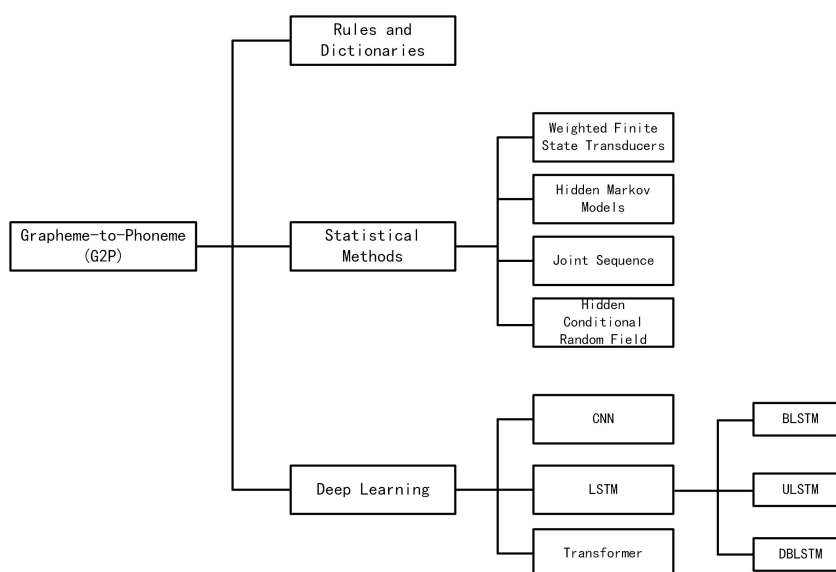 Rules and
Dictionaries
Weighted Finite
State Transducers
Hidden Markov
Models
Grapheme-to-Phoneme
(G2P)
Statistical
Methods
Joint Sequence
Hidden
Conditional
Random Field
CNN
BLSTM
Deep Learning
LSTM
ULSTM
Transformer
DBLSTM